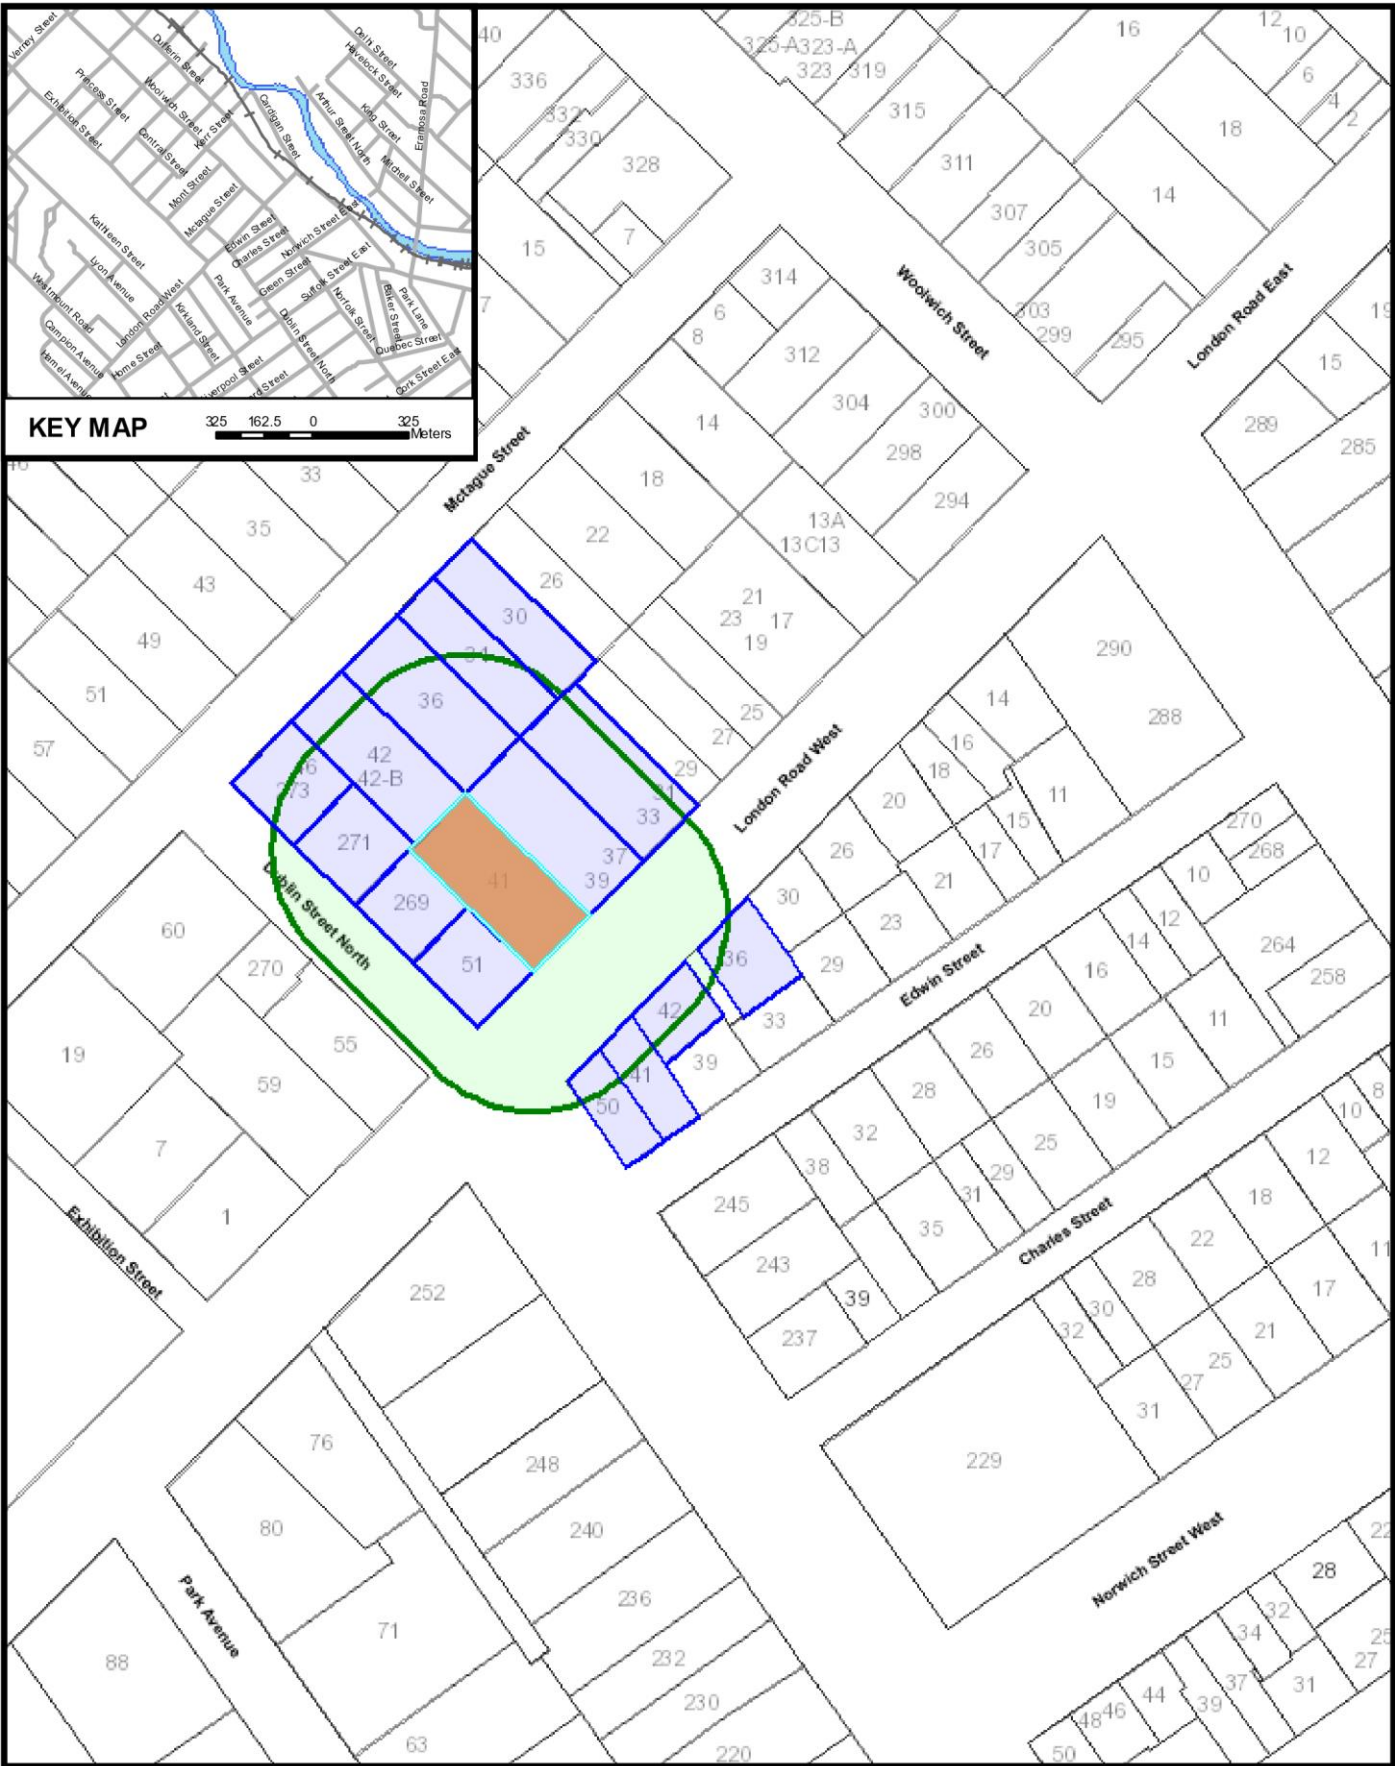 Verney Street
Dufferin Street
Delhi Street
Havelock Street
Princess Street
Woolwich Street
Cardigan Street
Arthur Street North
King Street
Eramosa Road
Exhibition Street
Central Street
Kerr Street
Mitchell Street
Mont Street
Mctague Street
Kathleen Street
Edwin Street
Charles Street
Norwich Street East
Lyon Avenue
Green Street
Suffolk Street East
Westmount Road
London Road West
Park Avenue
Norfolk Street
Baker Street
Park Lane
Campion Avenue
Kirkland Street
Dublin Street North
Quebec Street
Hamel Avenue
Home Street
Cork Street East
KEY MAP
325 162.5 0 325
Meters
40
325-B
325-A
323-A
323
319
16
12
10
336
6
4
2
332
330
315
18
328
311
14
307
15
7
305
314
Woolwich Street
London Road East
6
8
303
299
295
312
15
304
300
14
289
285
298
33
Mctague Street
18
294
35
22
13A
13C
13
43
26
21
23
17
19
30
49
34
290
51
36
14
288
25
57
27
16
42
42-B
29
18
46
273
31
33
London Road West
11
20
15
271
270
26
17
268
37
39
41
10
269
21
30
12
Dublin Street North
60
23
14
264
36
51
29
270
Edwin Street
16
258
42
20
33
11
19
55
26
39
15
59
41
28
8
50
19
10
32
7
25
12
38
29
18
31
245
1
35
Exhibition Street
Charles Street
22
11
243
28
17
252
39
30
32
21
237
25
27
31
76
248
229
80
240
Norwich Street West
28
236
Park Avenue
32
71
34
232
88
27
37
31
44
230
39
46
48
63
220
50